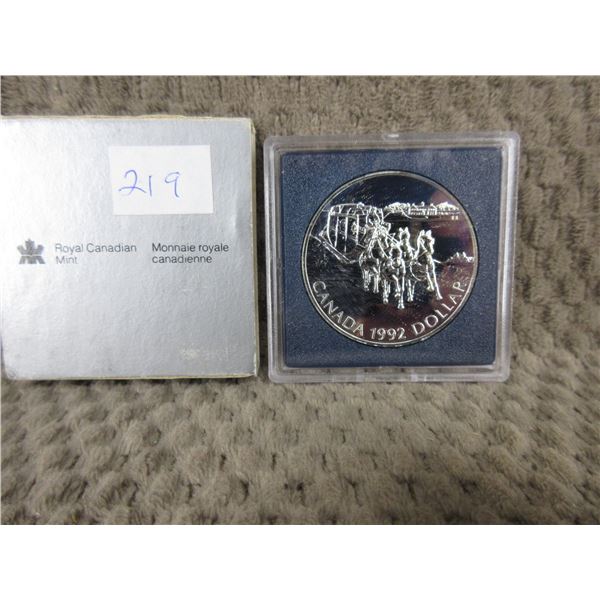 219
Royal Canadian Mint
Monnaie royale canadienne
CANADA 1992 DOLLAR